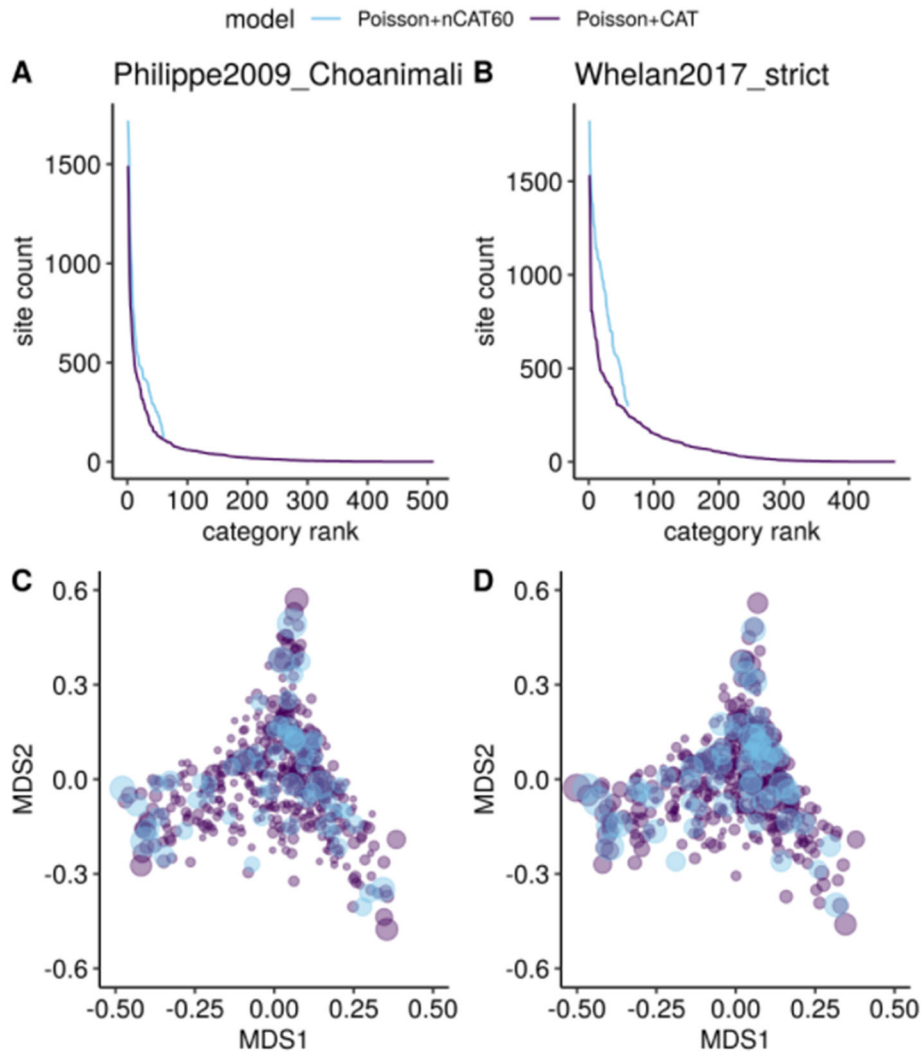 model Poisson+nCAT60 Poisson+CAT
A Philippe2009_Choanimali
site count
1500
1000
500
0
0 100 200 300 400 500
category rank
B Whelan2017_strict
site count
1500
1000
500
0
0 100 200 300 400
category rank
C
MDS2
0.6
0.3
0.0
-0.3
-0.6
-0.50 -0.25 0.00 0.25 0.50
MDS1
D
MDS2
0.6
0.3
0.0
-0.3
-0.6
-0.50 -0.25 0.00 0.25 0.50
MDS1